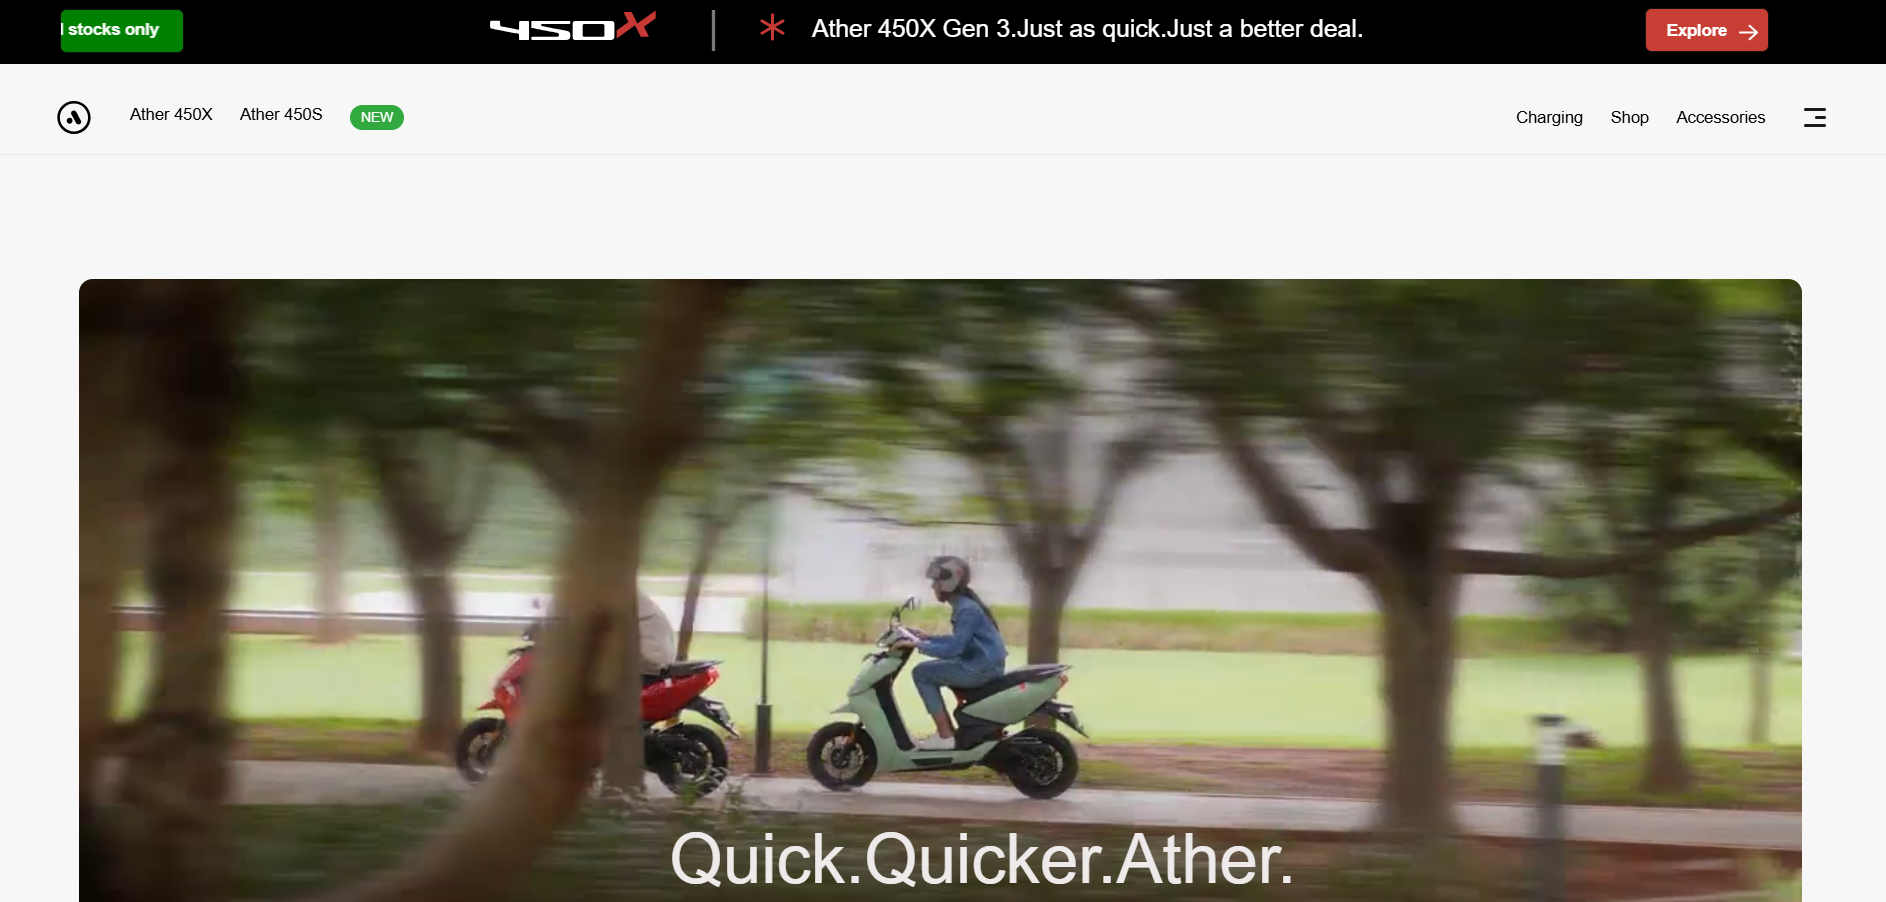 stocks only
450X
Ather 450X Gen 3.Just as quick.Just a better deal.
Explore
Ather 450X
Ather 450S
NEW
Charging
Shop
Accessories
Quick.Quicker.Ather.